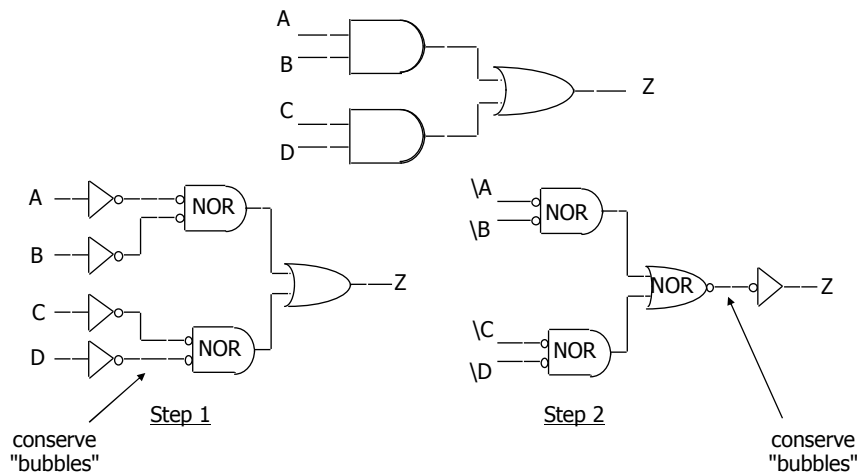 A
B
Z
C
D
A
NOR
B
Z
C
NOR
D
Step 1
conserve
"bubbles"
\A
NOR
\B
NOR
Z
\C
NOR
\D
Step 2
conserve
"bubbles"